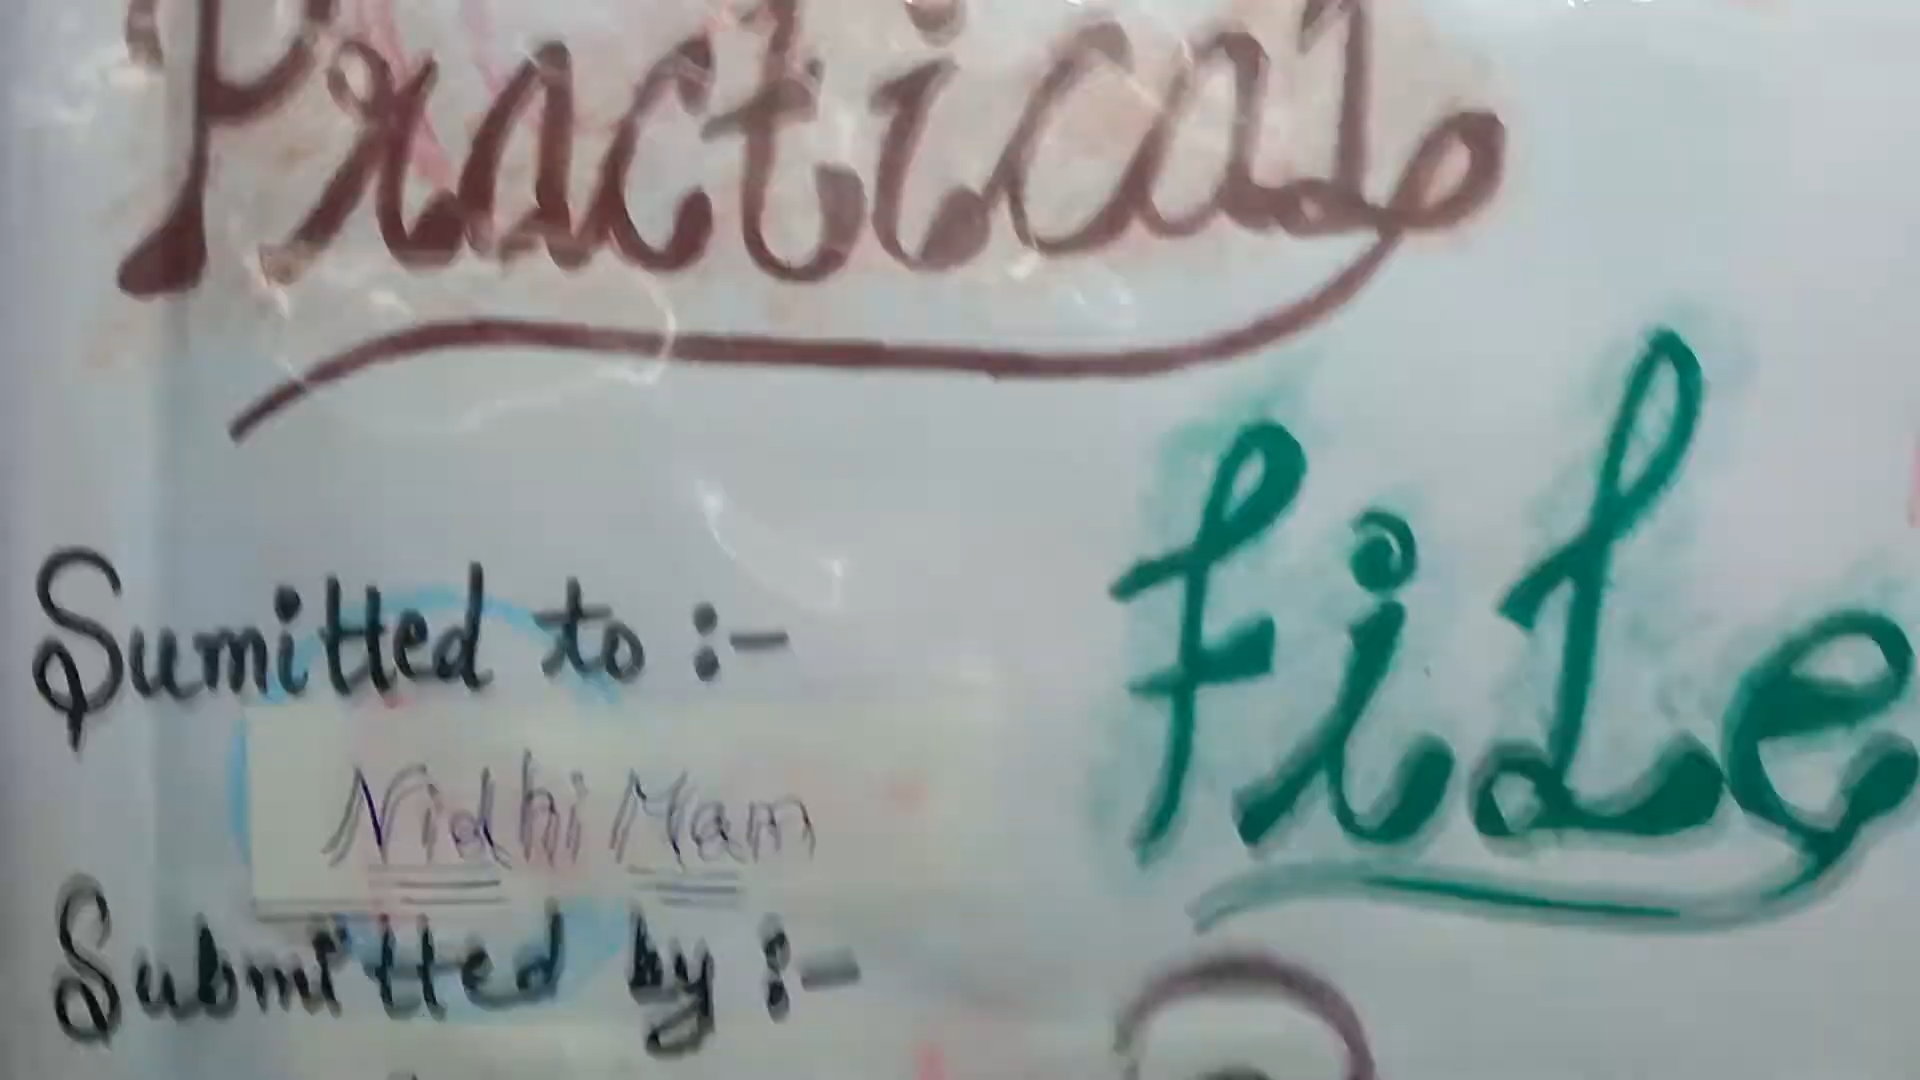 Practical
File
Sumitted to :-
Nidhi Mam
Submitted by :-